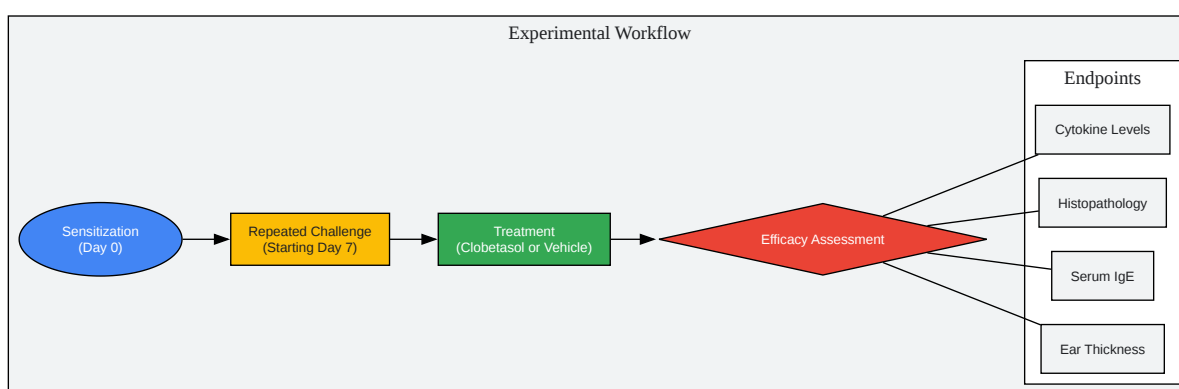 Experimental Workflow
Endpoints
Cytokine Levels
Histopathology
Sensitization
(Day 0)
Repeated Challenge
(Starting Day 7)
Treatment
(Clobetasol or Vehicle)
Efficacy Assessment
Serum IgE
Ear Thickness